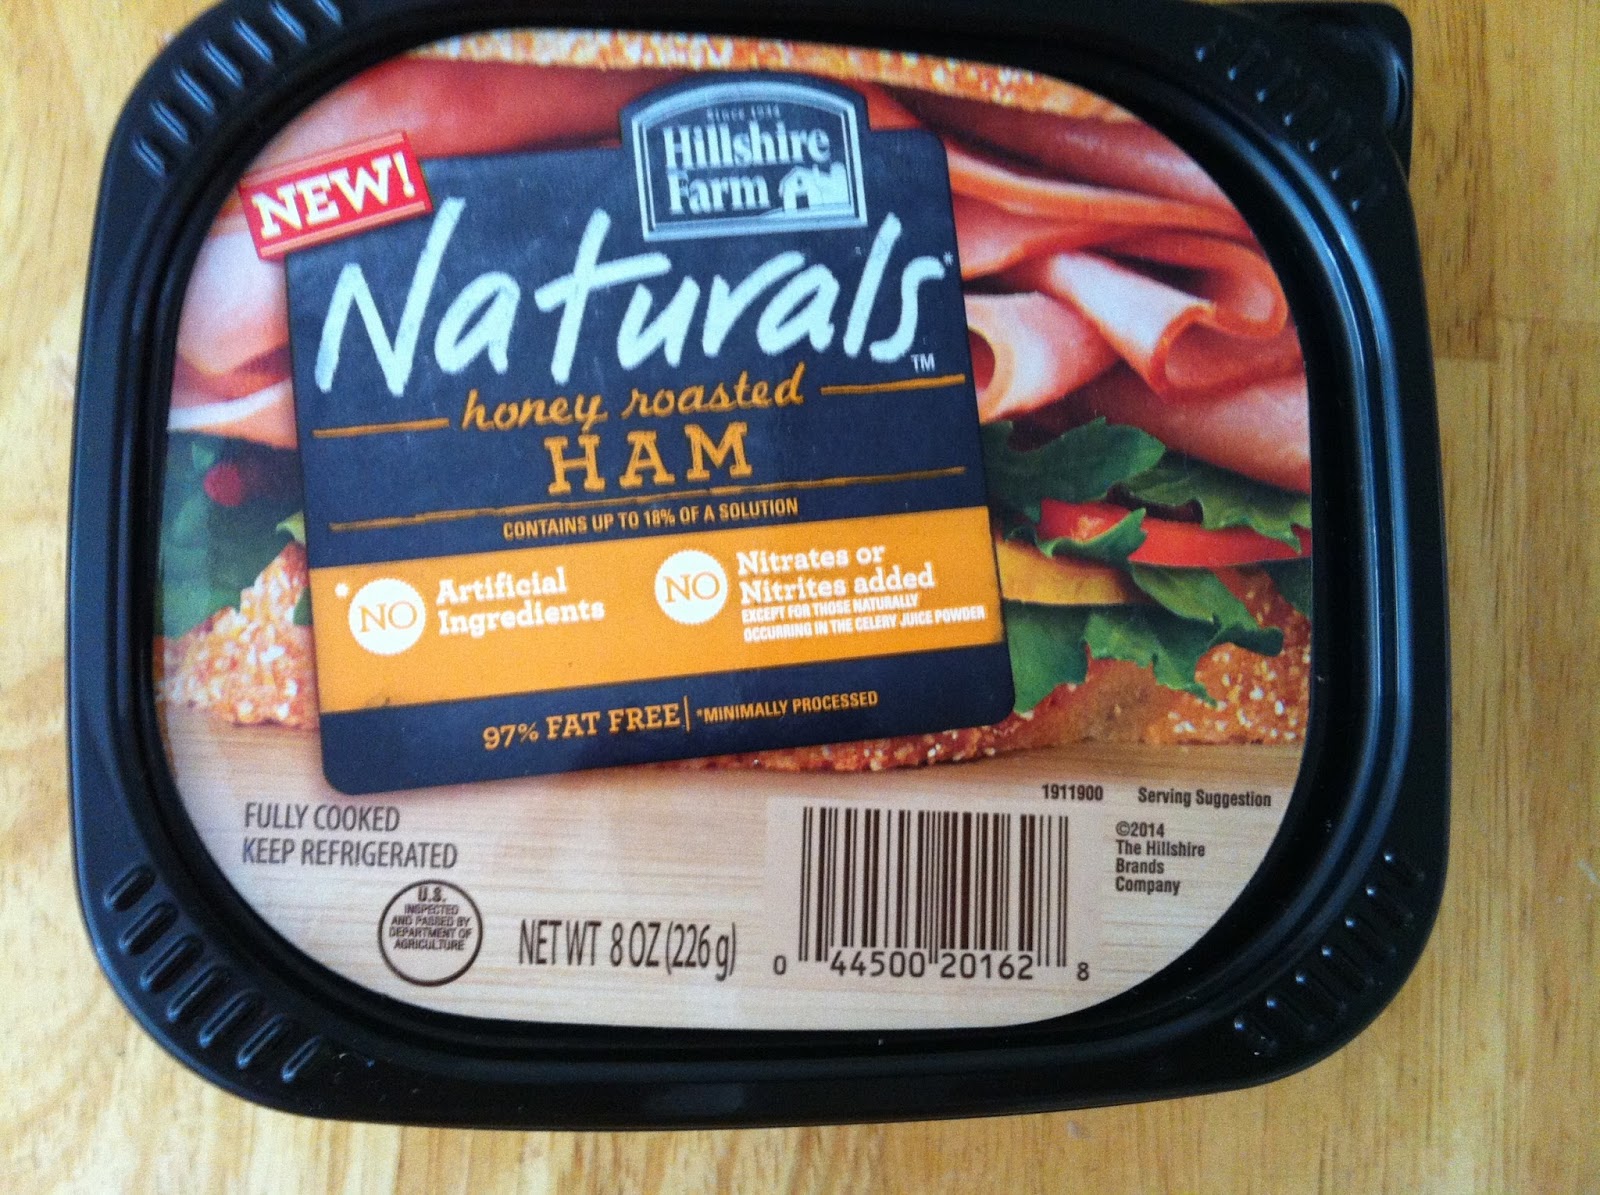 SINCE 1934
Hillshire
Farm
NEW!
Naturals*
TM
honey roasted
HAM
CONTAINS UP TO 18% OF A SOLUTION
*NO Artificial
Ingredients
NO Nitrates or
Nitrites added
EXCEPT FOR THOSE NATURALLY
OCCURRING IN THE CELERY JUICE POWDER
97% FAT FREE | *MINIMALLY PROCESSED
1911900 Serving Suggestion
FULLY COOKED
KEEP REFRIGERATED
©2014
The Hillshire
Brands
Company
U.S.
INSPECTED
AND PASSED BY
DEPARTMENT OF
AGRICULTURE
NET WT 8 OZ (226 g)
0 44500 20162 8